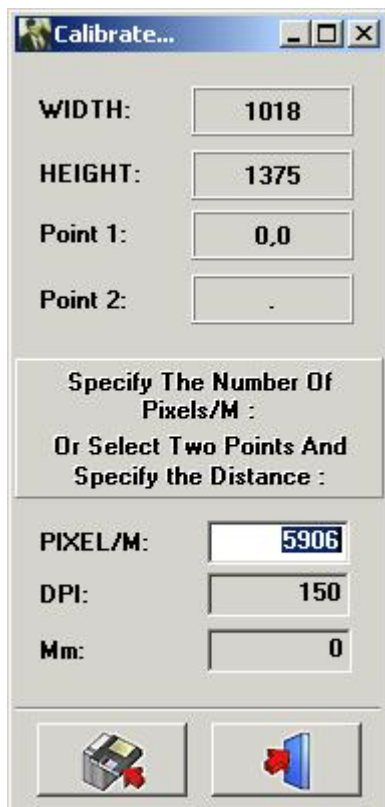 Calibrate...
WIDTH: 1018
HEIGHT: 1375
Point 1: 0,0
Point 2: .
Specify The Number Of
Pixels/M :
Or Select Two Points And
Specify the Distance :
PIXEL/M: 5906
DPI: 150
Mm: 0